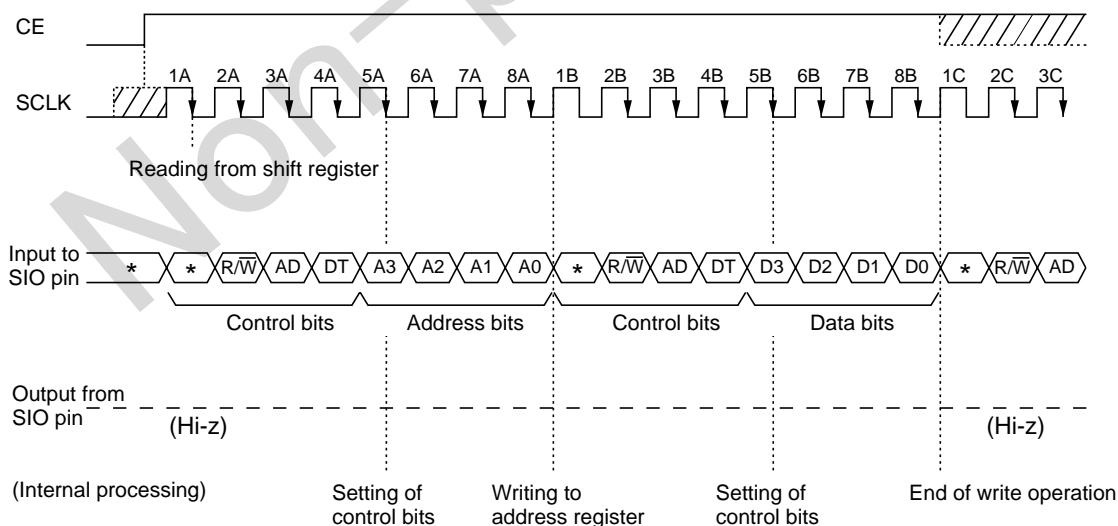 Non-p
CE
1A 2A 3A 4A 5A 6A 7A 8A 1B 2B 3B 4B 5B 6B 7B 8B 1C 2C 3C
SCLK
Reading from shift register
Input to
SIO pin
* * R/W̅ AD DT A3 A2 A1 A0 * R/W̅ AD DT D3 D2 D1 D0 * R/W̅ AD
Control bits Address bits Control bits Data bits
Output from
SIO pin
(Hi-z) (Hi-z)
(Internal processing)
Setting of
control bits
Writing to
address register
Setting of
control bits
End of write operation